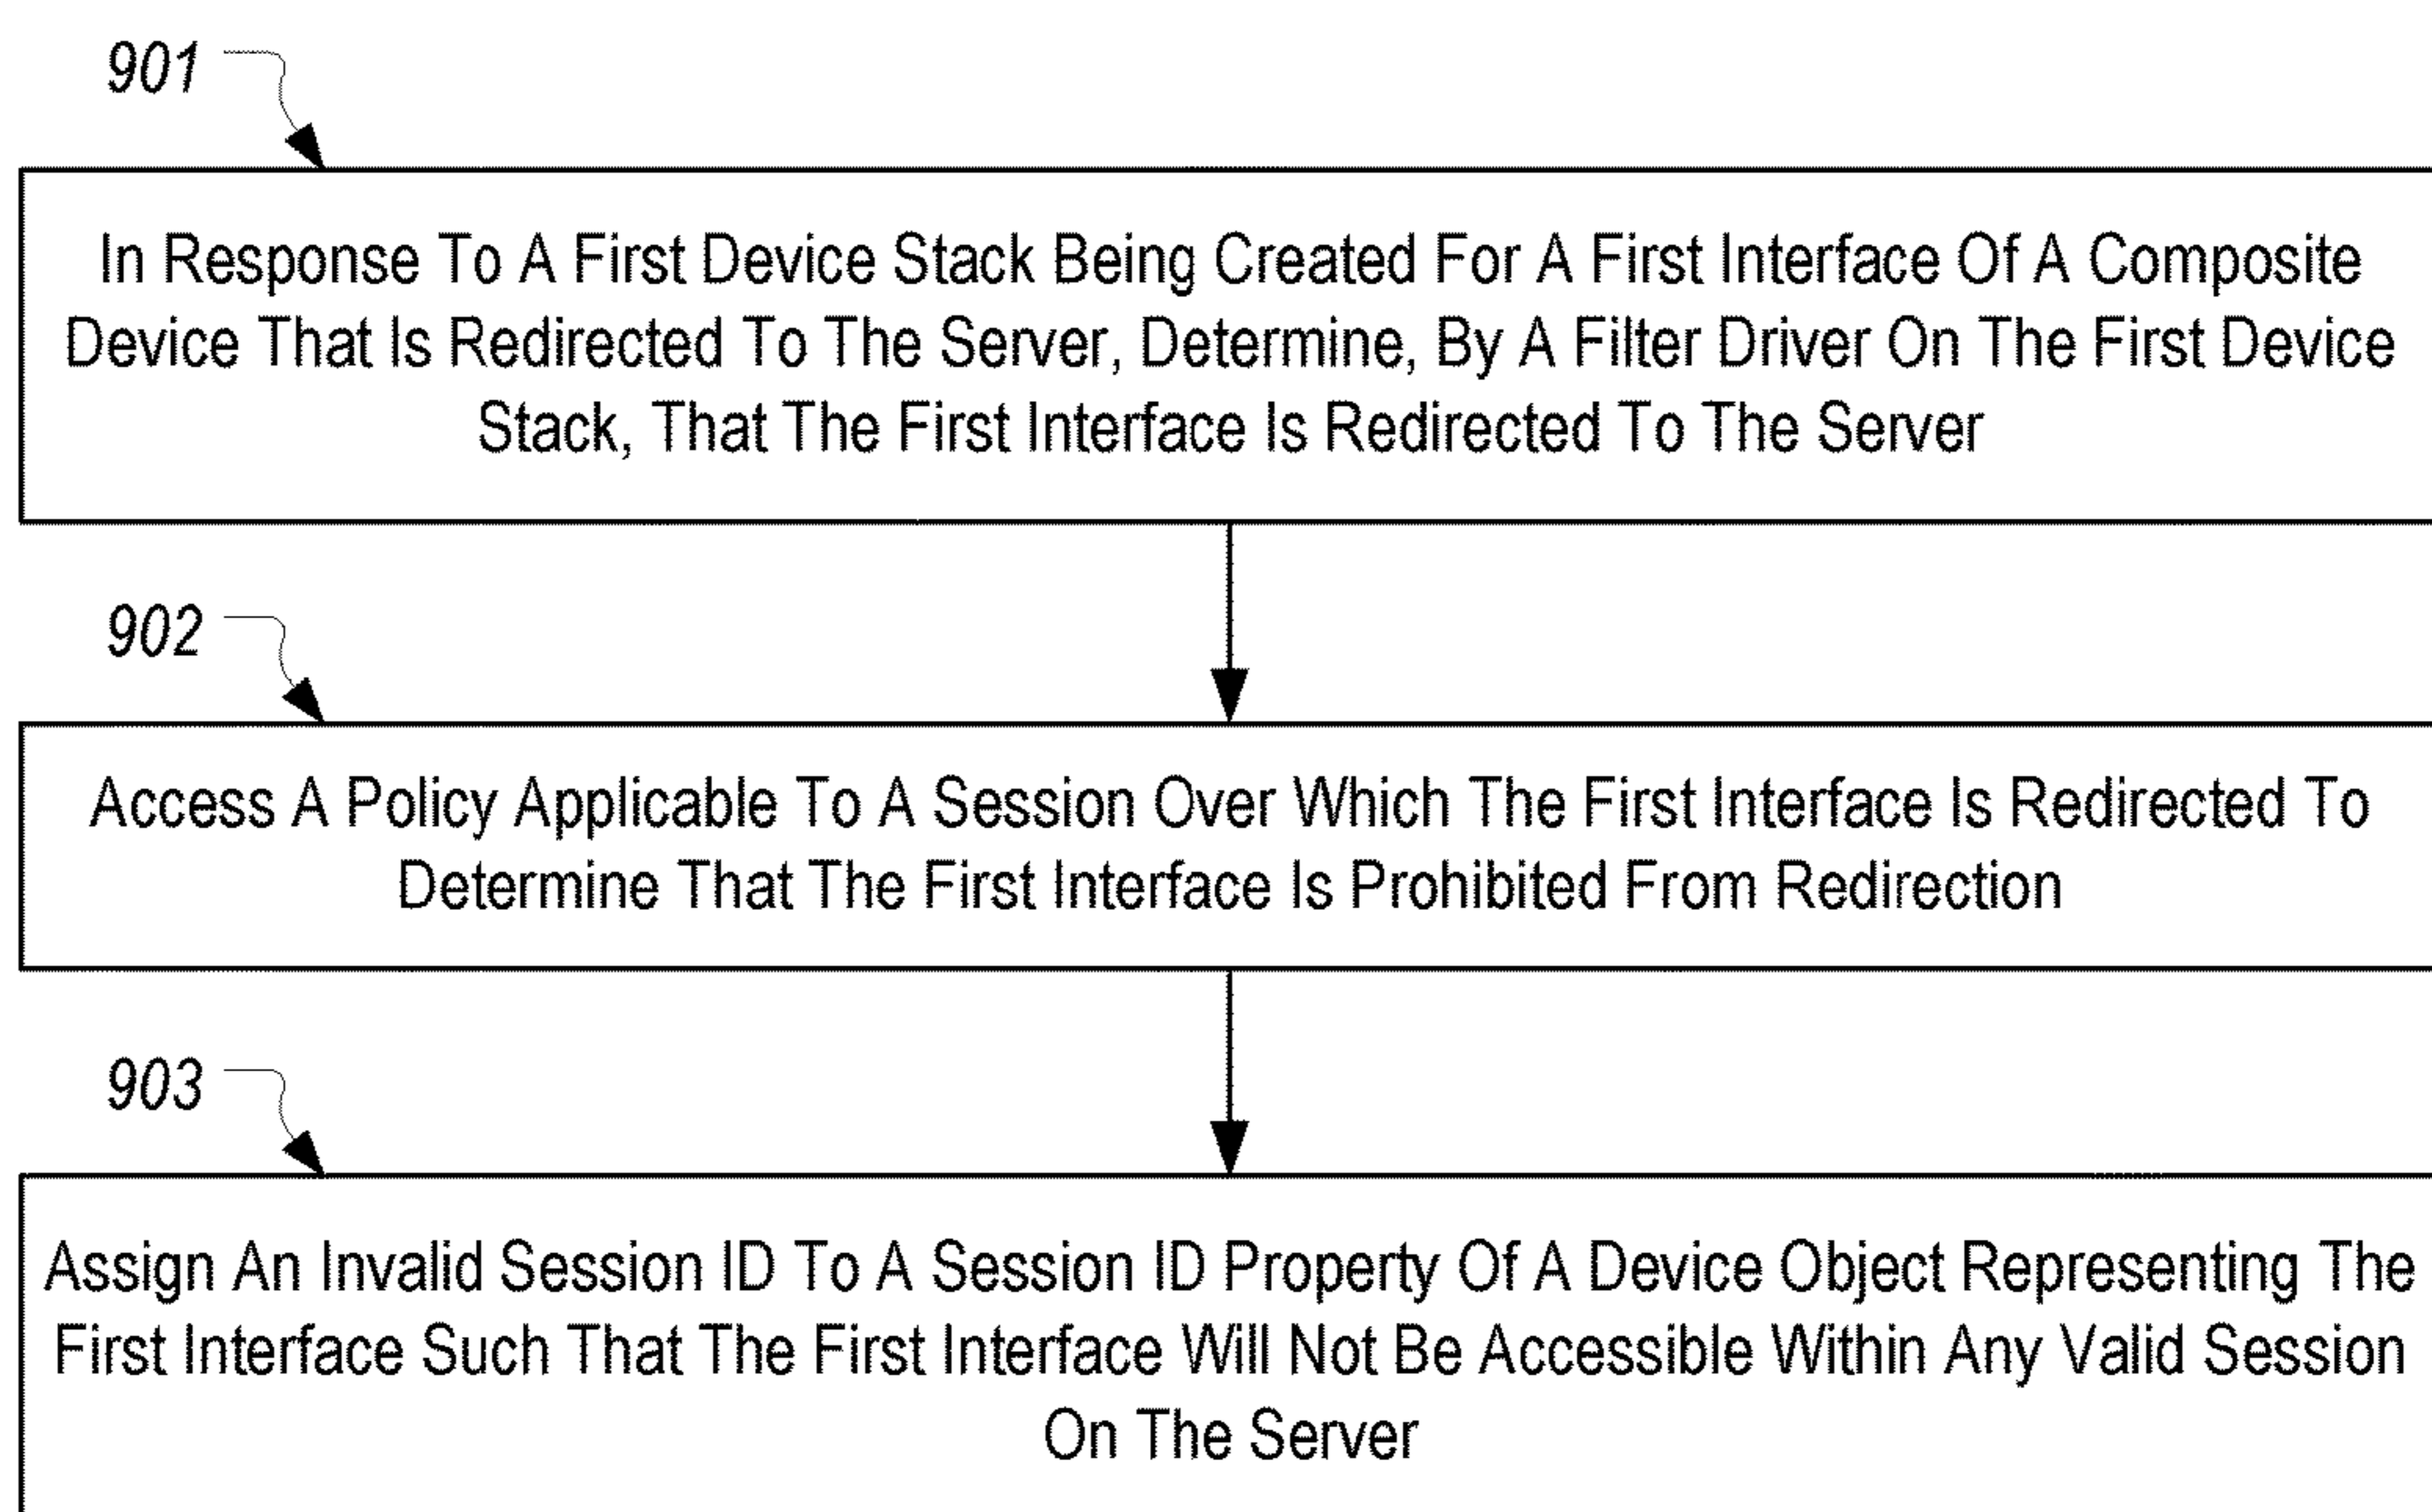 901
In Response To A First Device Stack Being Created For A First Interface Of A Composite
Device That Is Redirected To The Server, Determine, By A Filter Driver On The First Device
Stack, That The First Interface Is Redirected To The Server
902
Access A Policy Applicable To A Session Over Which The First Interface Is Redirected To
Determine That The First Interface Is Prohibited From Redirection
903
Assign An Invalid Session ID To A Session ID Property Of A Device Object Representing The
First Interface Such That The First Interface Will Not Be Accessible Within Any Valid Session
On The Server